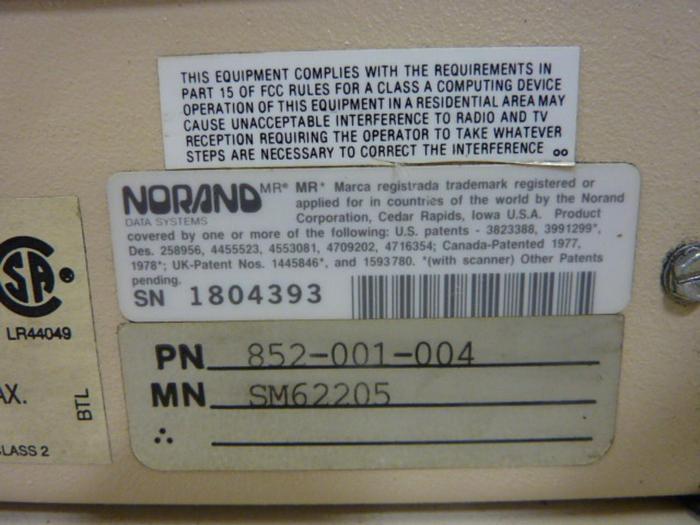 THIS EQUIPMENT COMPLIES WITH THE REQUIREMENTS IN
PART 15 OF FCC RULES FOR A CLASS A COMPUTING DEVICE
OPERATION OF THIS EQUIPMENT IN A RESIDENTIAL AREA MAY
CAUSE UNACCEPTABLE INTERFERENCE TO RADIO AND TV
RECEPTION REQUIRING THE OPERATOR TO TAKE WHATEVER
STEPS ARE NECESSARY TO CORRECT THE INTERFERENCE oo
NORAND MR® MR* Marca registrada trademark registered or
DATA SYSTEMS applied for in countries of the world by the Norand
Corporation, Cedar Rapids, Iowa U.S.A. Product
covered by one or more of the following: U.S. patents - 3823388, 3991299*,
Des. 258956, 4455523, 4553081, 4709202, 4716354; Canada-Patented 1977,
1978*; UK-Patent Nos. 1445846*, and 1593780. *(with scanner) Other Patents
pending.
SN 1804393
PN 852-001-004
MN SM62205
SA ®
LR44049
AX.
BTL
LASS 2